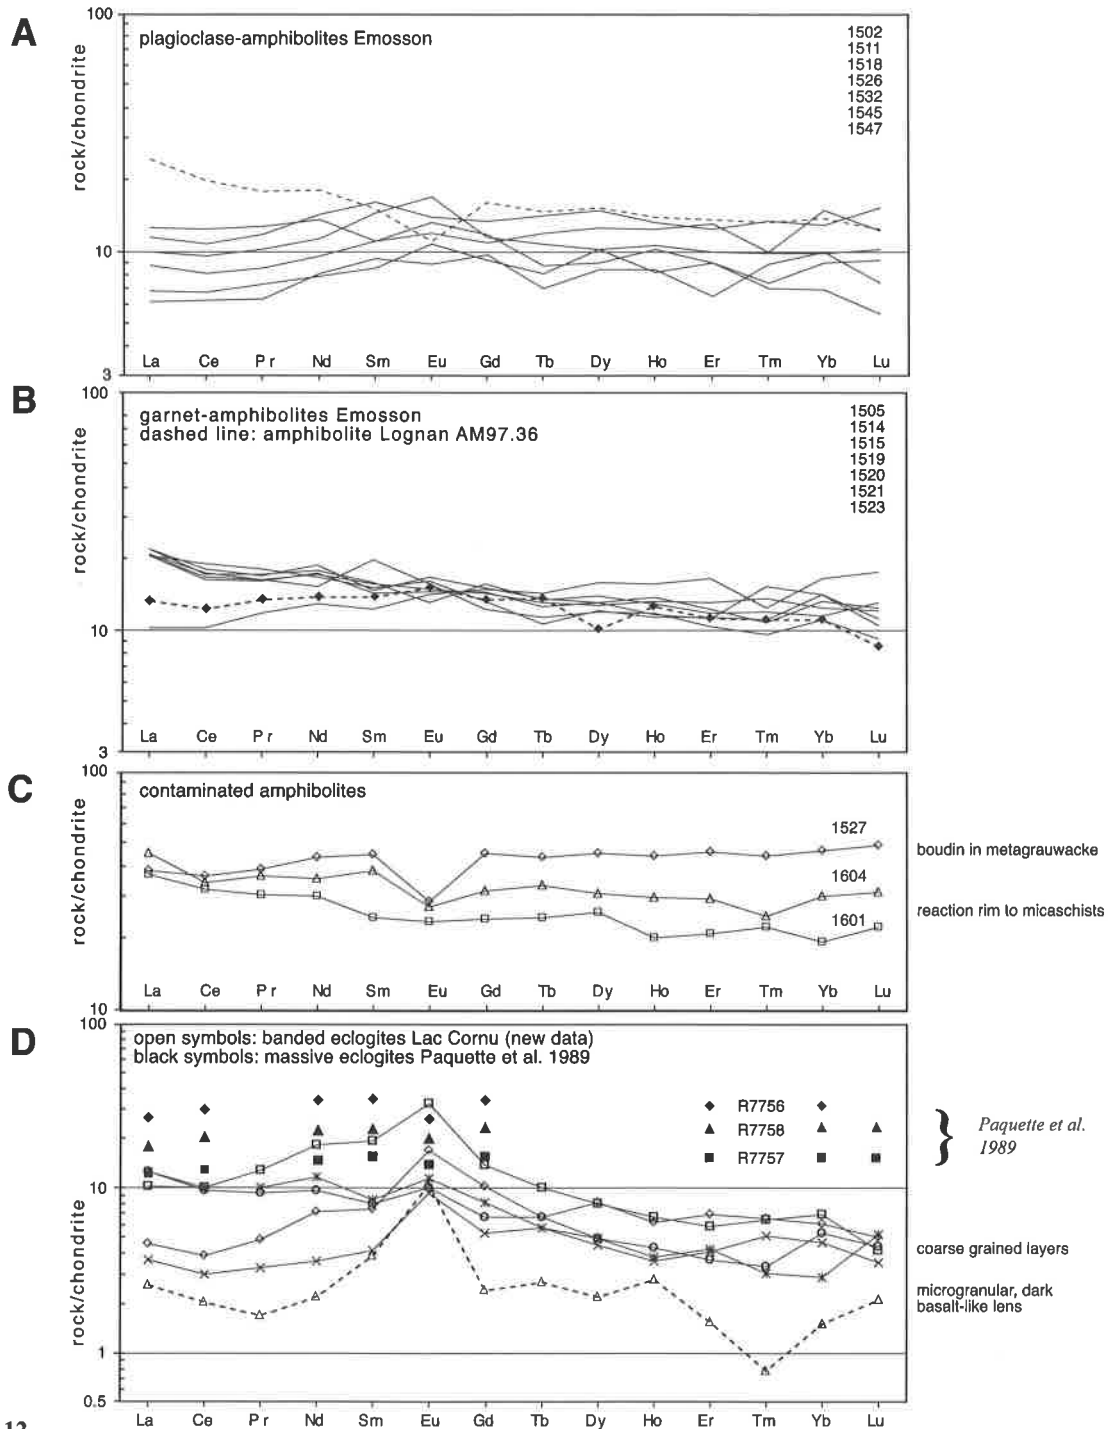 A
100
plagioclase-amphibolites Emosson
1502
1511
1518
1526
1532
1545
1547
rock/chondrite
10
La Ce Pr Nd Sm Eu Gd Tb Dy Ho Er Tm Yb Lu
3
B
100
garnet-amphibolites Emosson
dashed line: amphibolite Lognan AM97.36
1505
1514
1515
1519
1520
1521
1523
rock/chondrite
10
La Ce Pr Nd Sm Eu Gd Tb Dy Ho Er Tm Yb Lu
3
C
100
contaminated amphibolites
rock/chondrite
1527
boudin in metagrauwacke
1604
reaction rim to micaschists
1601
La Ce Pr Nd Sm Eu Gd Tb Dy Ho Er Tm Yb Lu
10
D
100
open symbols: banded eclogites Lac Cornu (new data)
black symbols: massive eclogites Paquette et al. 1989
R7756
R7758
R7757
Paquette et al.
1989
10
rock/chondrite
coarse grained layers
microgranular, dark
basalt-like lens
1
0.5
La Ce Pr Nd Sm Eu Gd Tb Dy Ho Er Tm Yb Lu